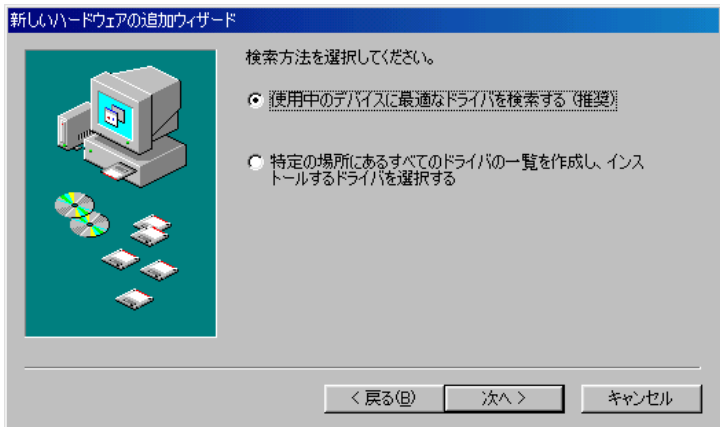 新しいハードウェアの追加ウィザード
検索方法を選択してください。
使用中のデバイスに最適なドライバを検索する (推奨)
特定の場所にあるすべてのドライバの一覧を作成し、インス
トールするドライバを選択する
< 戻る(B)
次へ >
キャンセル